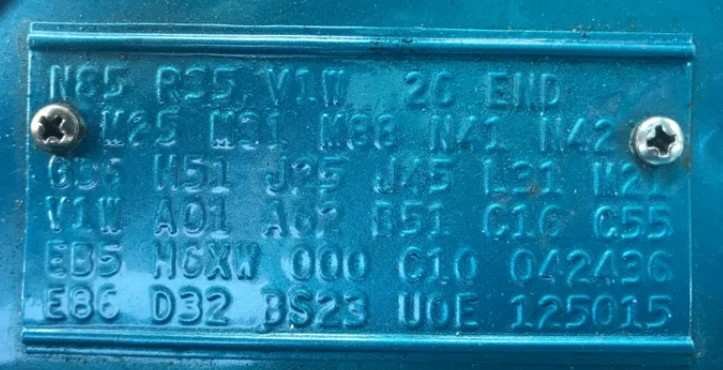 N85 R35 V1W 26 END
M25 M31 M88 N41 N42
G36 H51 J25 J45 L31 M21
V1W A01 A62 B51 C16 C55
EB5 H6XW 000 C10 042436
E86 D32 BS23 U0E 125015